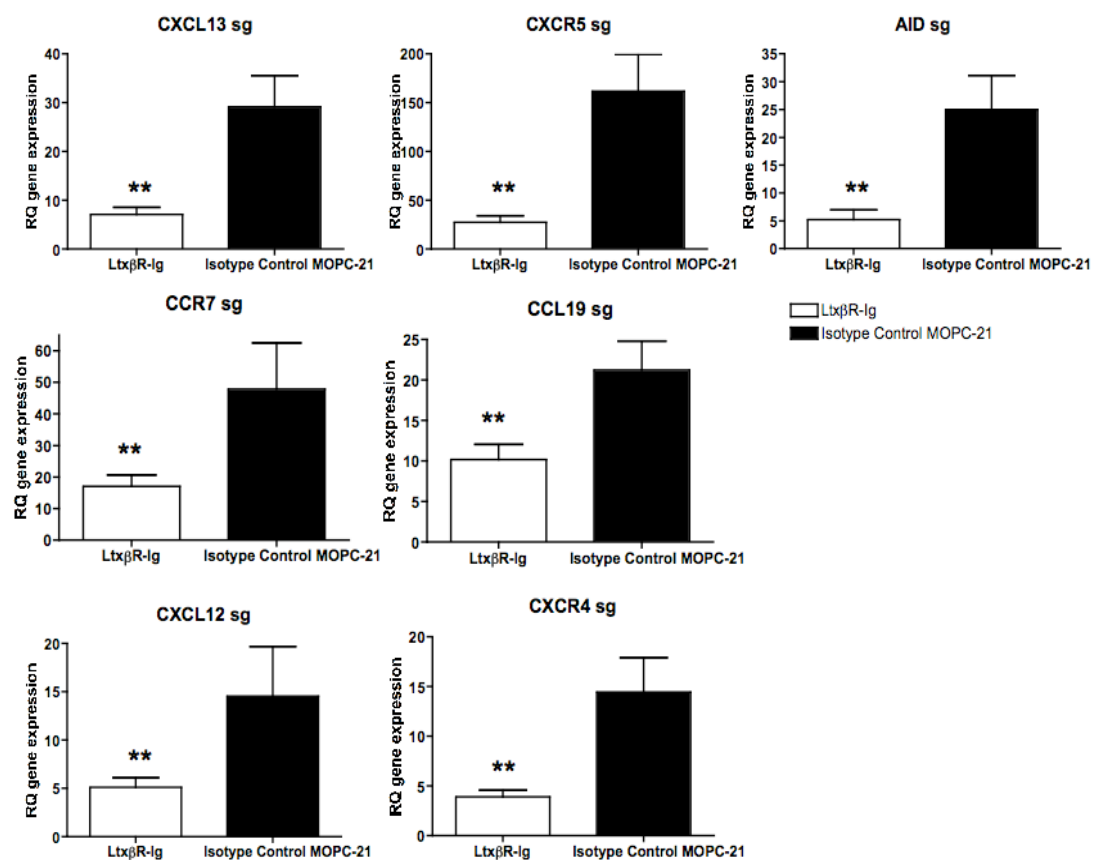 CXCL13 sg
RQ gene expression
40
30
20
10
0
**
LtxβR-Ig Isotype Control MOPC-21
CXCR5 sg
RQ gene expression
200
150
100
50
0
**
LtxβR-Ig Isotype Control MOPC-21
AID sg
RQ gene expression
35
30
25
20
15
10
5
0
**
LtxβR-Ig Isotype Control MOPC-21
CCR7 sg
RQ gene expression
60
50
40
30
20
10
0
**
LtxβR-Ig Isotype Control MOPC-21
CCL19 sg
RQ gene expression
25
20
15
10
5
0
**
LtxβR-Ig Isotype Control MOPC-21
LtxβR-Ig
Isotype Control MOPC-21
CXCL12 sg
RQ gene expression
20
15
10
5
0
**
LtxβR-Ig Isotype Control MOPC-21
CXCR4 sg
RQ gene expression
20
15
10
5
0
**
LtxβR-Ig Isotype Control MOPC-21